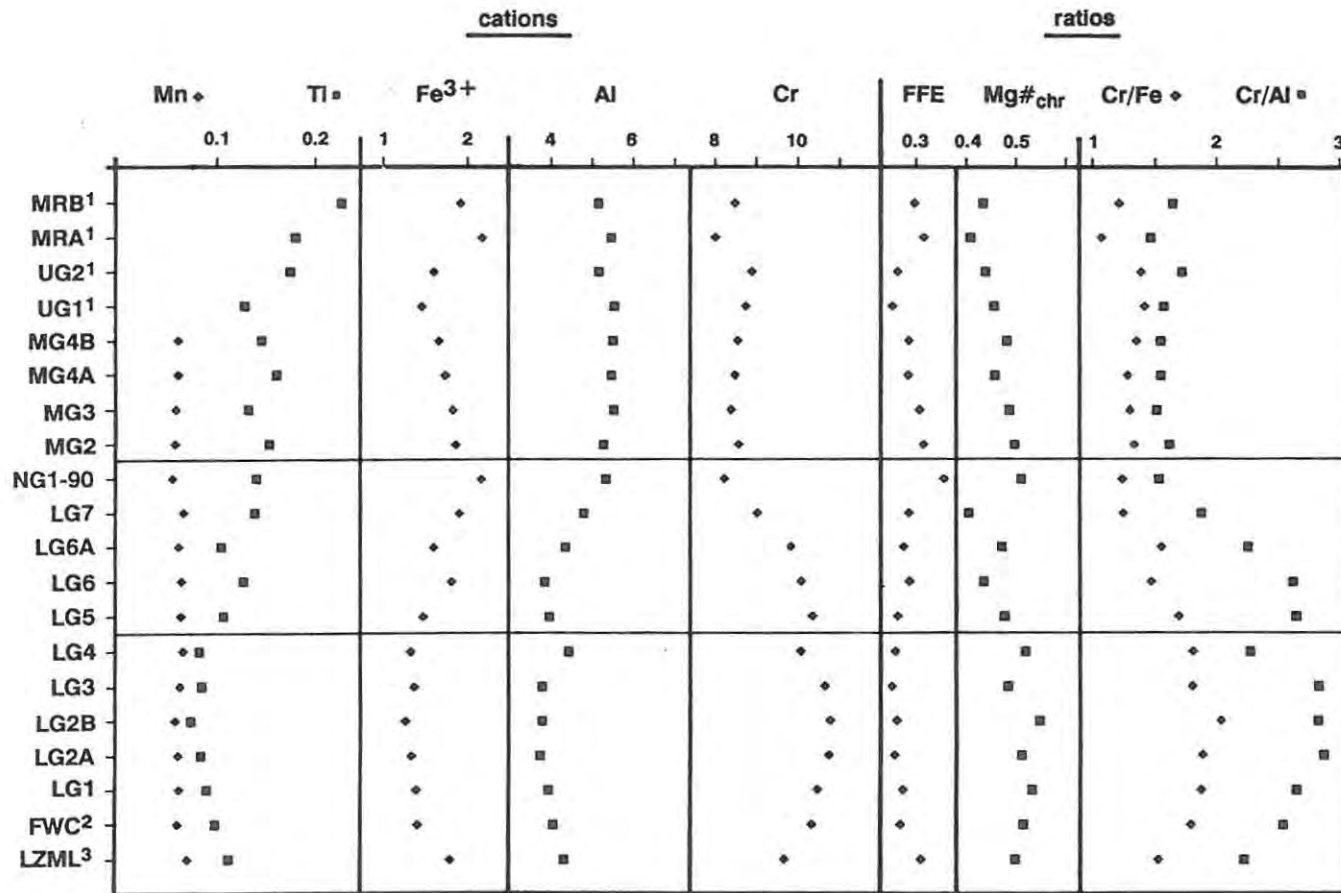 cations ratios
Mn Ti Fe3+ Al Cr FFE Mg#chr Cr/Fe Cr/Al
0.1 0.2 1 2 4 6 8 10 0.3 0.4 0.5 1 2 3
MRB1
MRA1
UG21
UG11
MG4B
MG4A
MG3
MG2
NG1-90
LG7
LG6A
LG6
LG5
LG4
LG3
LG2B
LG2A
LG1
FWC2
LZML3